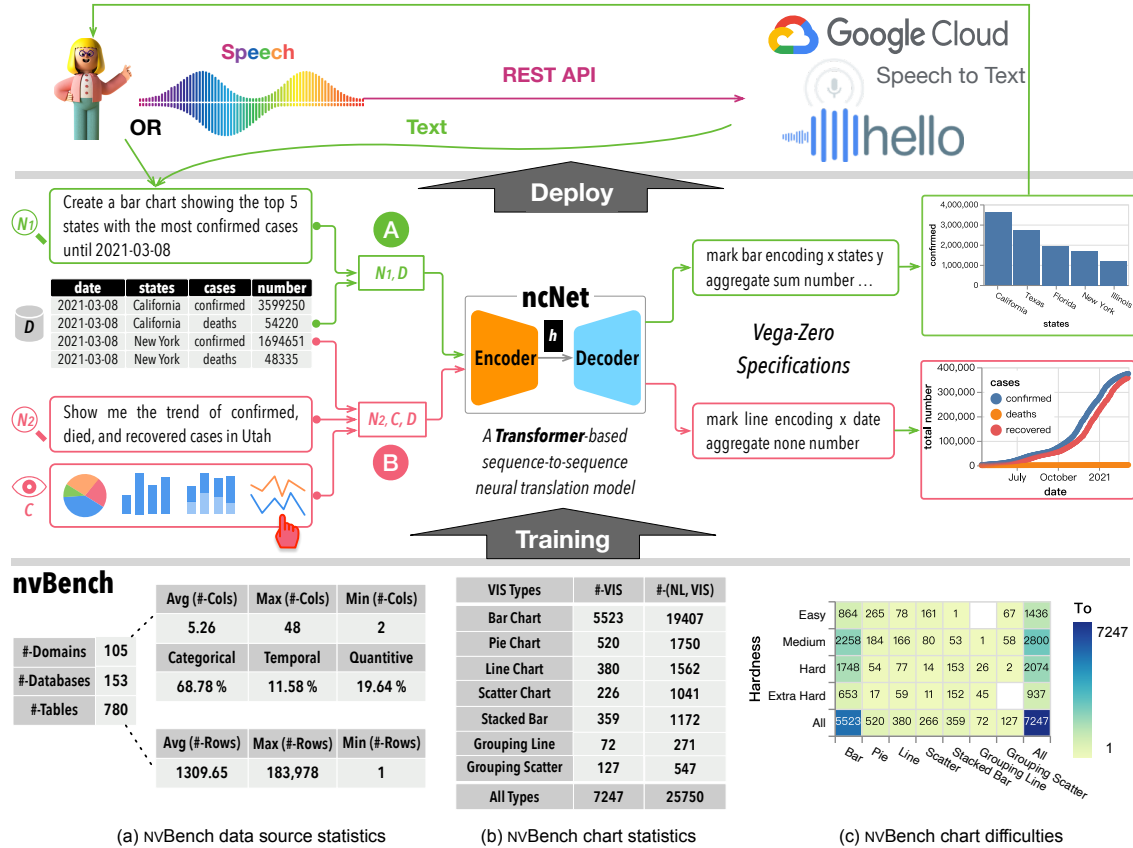 Speech
REST API
OR
Text
Google Cloud
Speech to Text
hello
Deploy
N1
Create a bar chart showing the top 5
states with the most confirmed cases
until 2021-03-08
A
N1, D
D
date states cases number
2021-03-08 California confirmed 3599250
2021-03-08 California deaths 54220
2021-03-08 New York confirmed 1694651
2021-03-08 New York deaths 48335
N2
Show me the trend of confirmed,
died, and recovered cases in Utah
N2, C, D
B
C
ncNet
Encoder
h
Decoder
A Transformer-based
sequence-to-sequence
neural translation model
mark bar encoding x states y
aggregate sum number ...
Vega-Zero
Specifications
mark line encoding x date
aggregate none number
confirmed
4,000,000
3,000,000
2,000,000
1,000,000
0
California Texas Florida New York Illinois
states
total number
400,000
300,000
200,000
100,000
0
cases
confirmed
deaths
recovered
July October 2021
date
Training
nvBench
#-Domains 105
#-Databases 153
#-Tables 780
Avg (#-Cols) Max (#-Cols) Min (#-Cols)
5.26 48 2
Categorical Temporal Quantitive
68.78 % 11.58 % 19.64 %
Avg (#-Rows) Max (#-Rows) Min (#-Rows)
1309.65 183,978 1
(a) NVBench data source statistics
VIS Types #-VIS #-(NL, VIS)
Bar Chart 5523 19407
Pie Chart 520 1750
Line Chart 380 1562
Scatter Chart 226 1041
Stacked Bar 359 1172
Grouping Line 72 271
Grouping Scatter 127 547
All Types 7247 25750
(b) NVBench chart statistics
Hardness
Easy 864 265 78 161 1 67 1436
Medium 2258 184 166 80 53 1 58 2800
Hard 1748 54 77 14 153 26 2 2074
Extra Hard 653 17 59 11 152 45 937
All 5523 520 380 266 359 72 127 7247
Bar Pie Line Scatter Stacked Bar Grouping Line Grouping Scatter All
To
7247
1
(c) NVBench chart difficulties